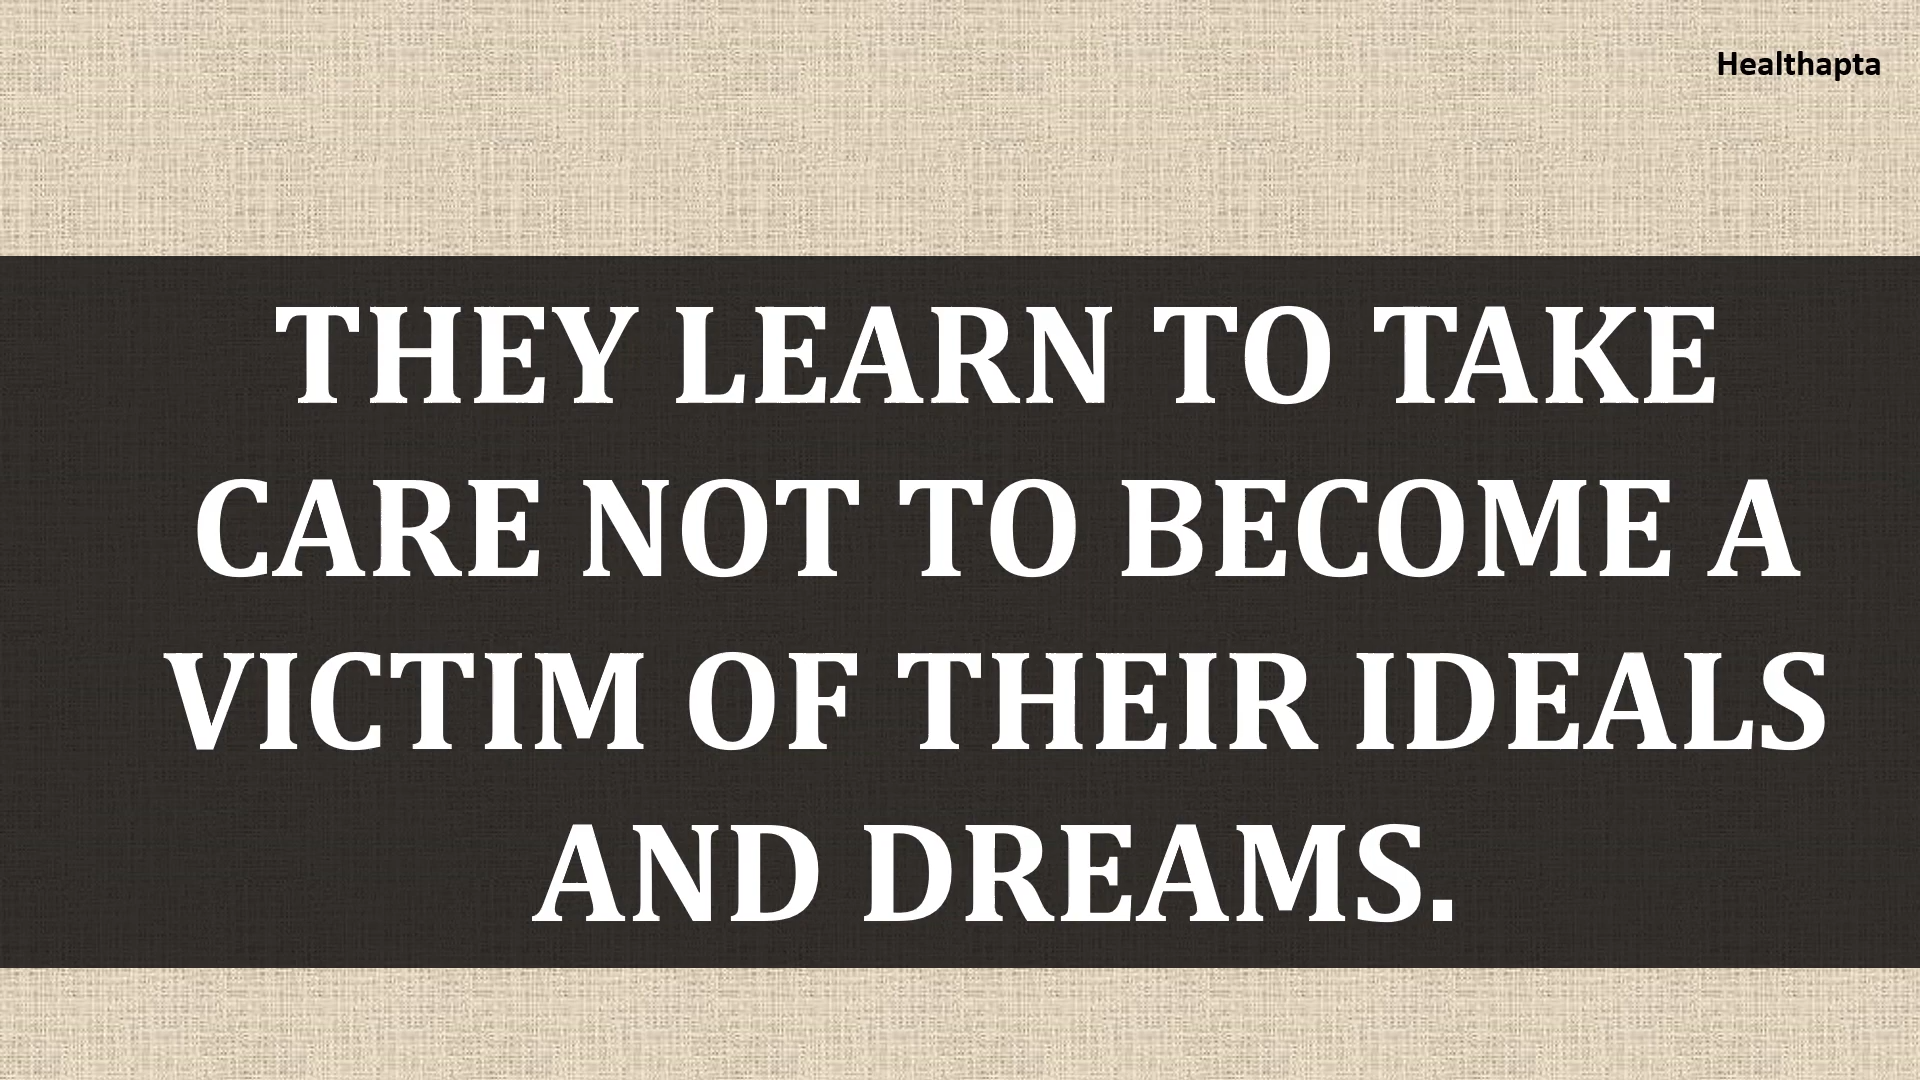 Healthapta
THEY LEARN TO TAKE
CARE NOT TO BECOME A
VICTIM OF THEIR IDEALS
AND DREAMS.